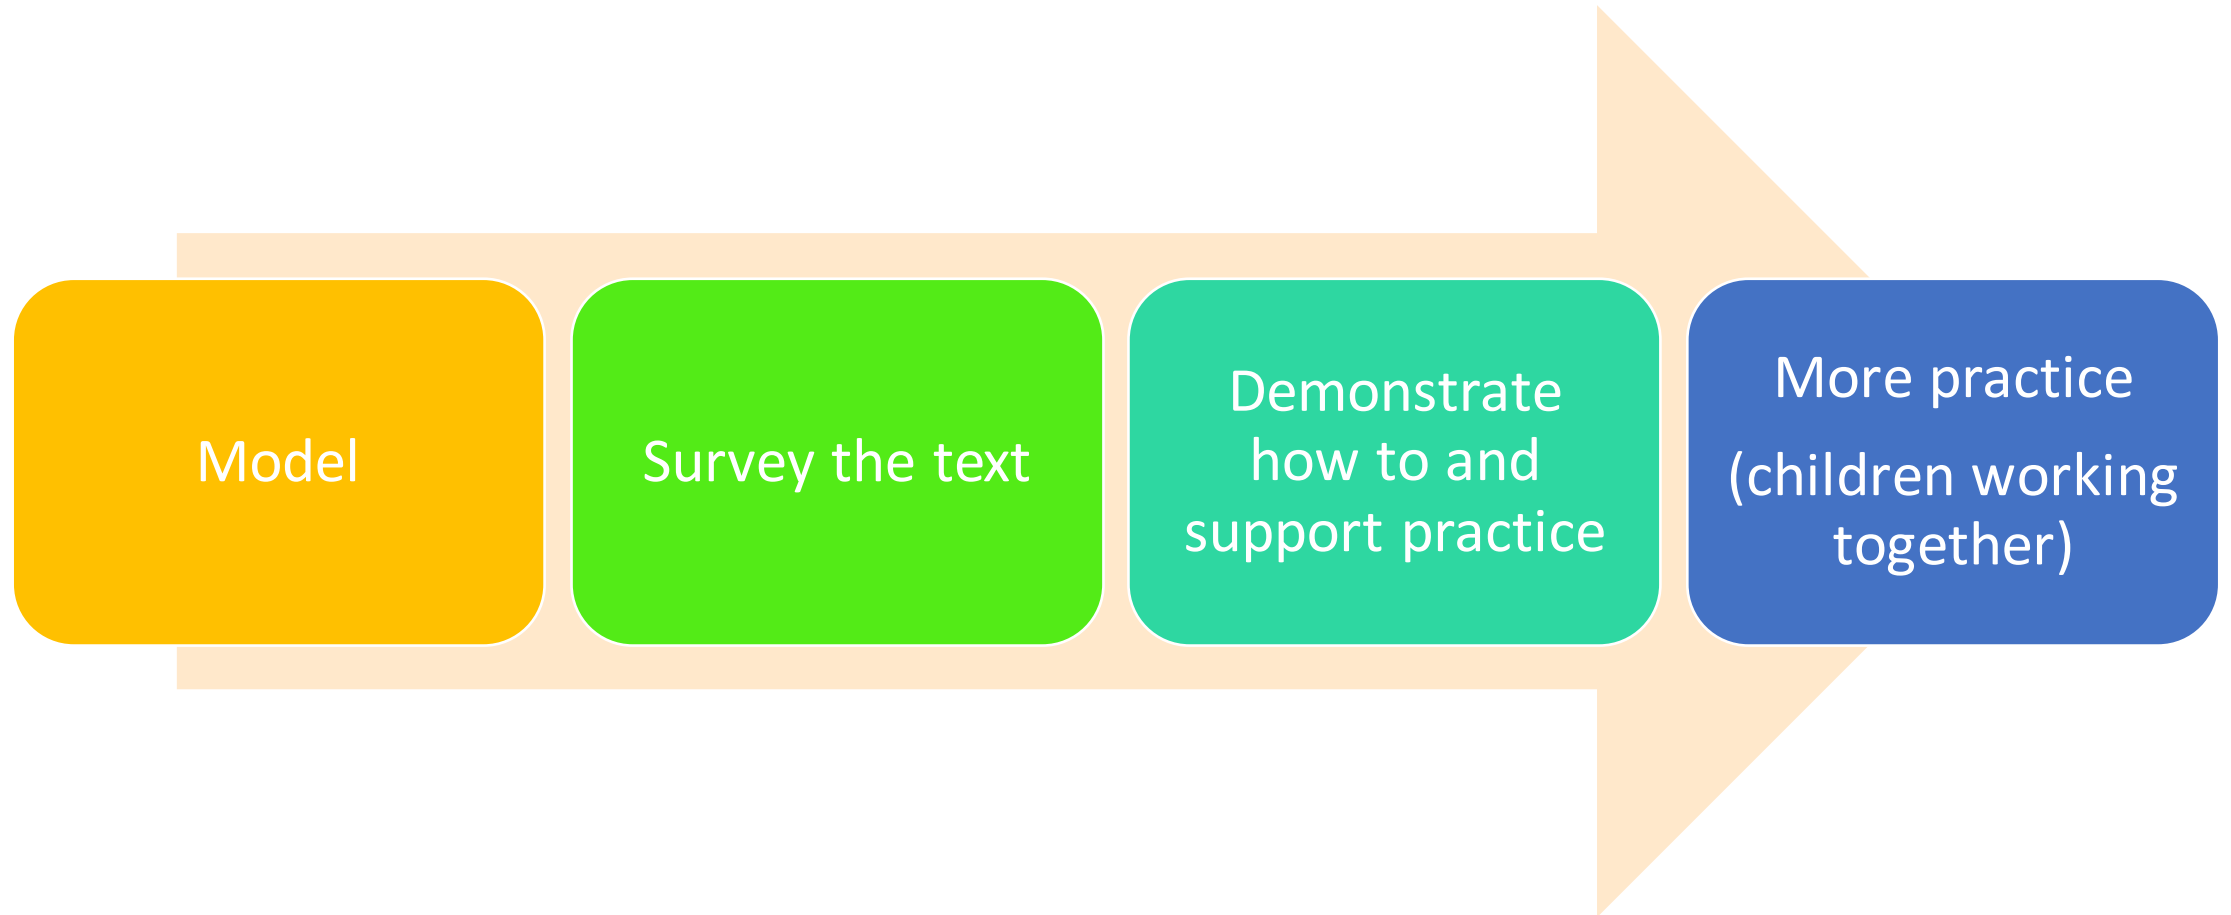 Model
Survey the text
Demonstrate
how to and
support practice
More practice
(children working
together)